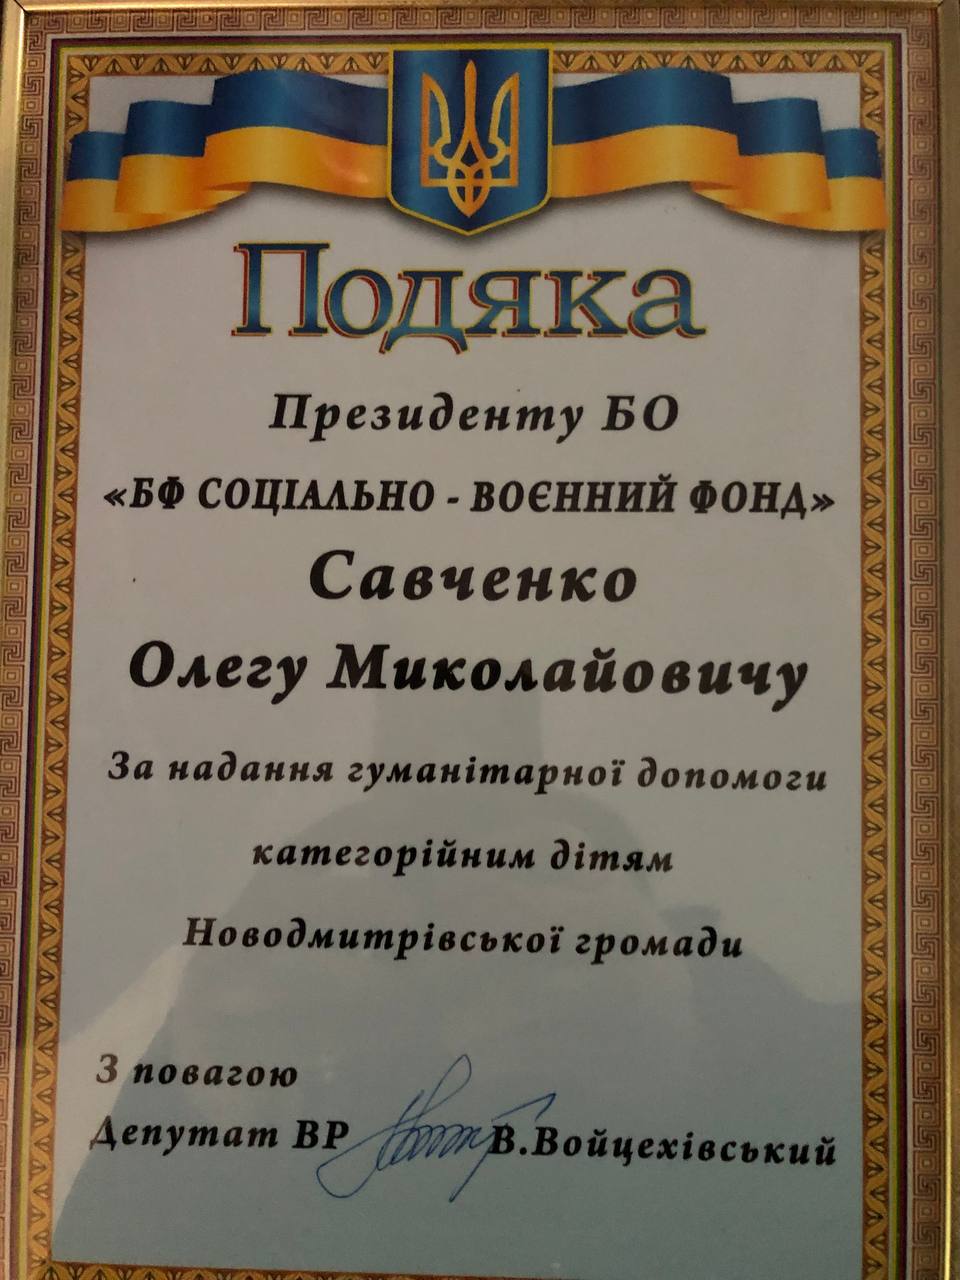 Подяка
Президенту БО
«БФ СОЦІАЛЬНО - ВОЄННИЙ ФОНД»
Савченко
Олегу Миколайовичу
За надання гуманітарної допомоги
категорійним дітям
Новодмитрівської громади
З повагою
Депутат ВР В.Войцехівський